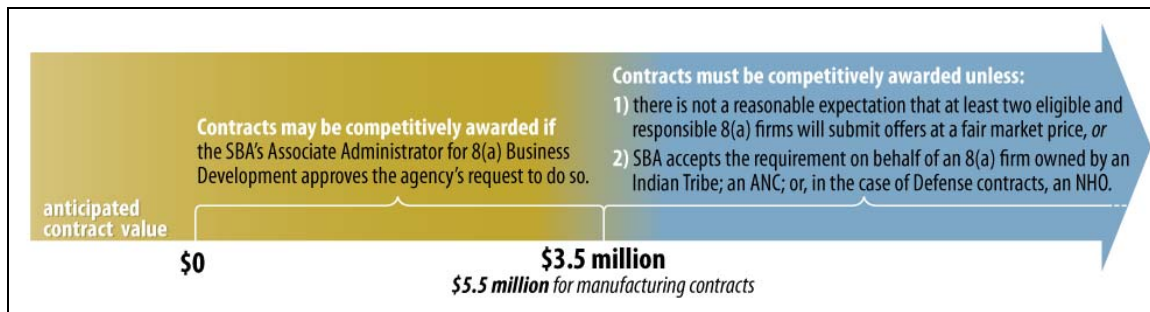 Contracts must be competitively awarded unless:
1) there is not a reasonable expectation that at least two eligible and
responsible 8(a) firms will submit offers at a fair market price, or
2) SBA accepts the requirement on behalf of an 8(a) firm owned by an
Indian Tribe; an ANC; or, in the case of Defense contracts, an NHO.
Contracts may be competitively awarded if
the SBA's Associate Administrator for 8(a) Business
Development approves the agency's request to do so.
anticipated
contract value
$0
$3.5 million
$5.5 million for manufacturing contracts